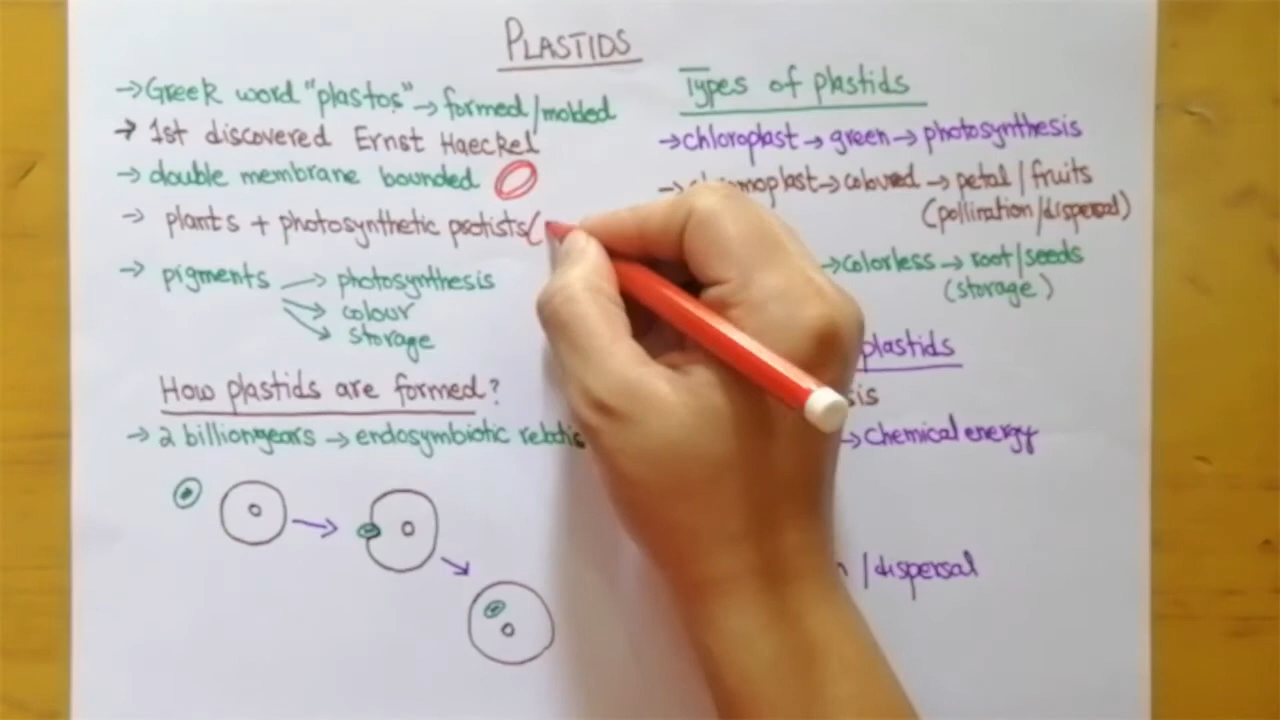 PLASTIDS
→ Greek word "plastos" → formed/molded
→ 1st discovered Ernst Haeckel
→ double membrane bounded
→ plants + photosynthetic protists (
→ pigments → photosynthesis
→ colour
→ storage
How plastids are formed?
→ 2 billion years → endosymbiotic
Types of plastids
→ chloroplast → green → photosynthesis
→ coloured → petal / fruits
(pollination/dispersal)
→ colorless → root/seeds
(storage)
plastids
→ chemical energy
/dispersal